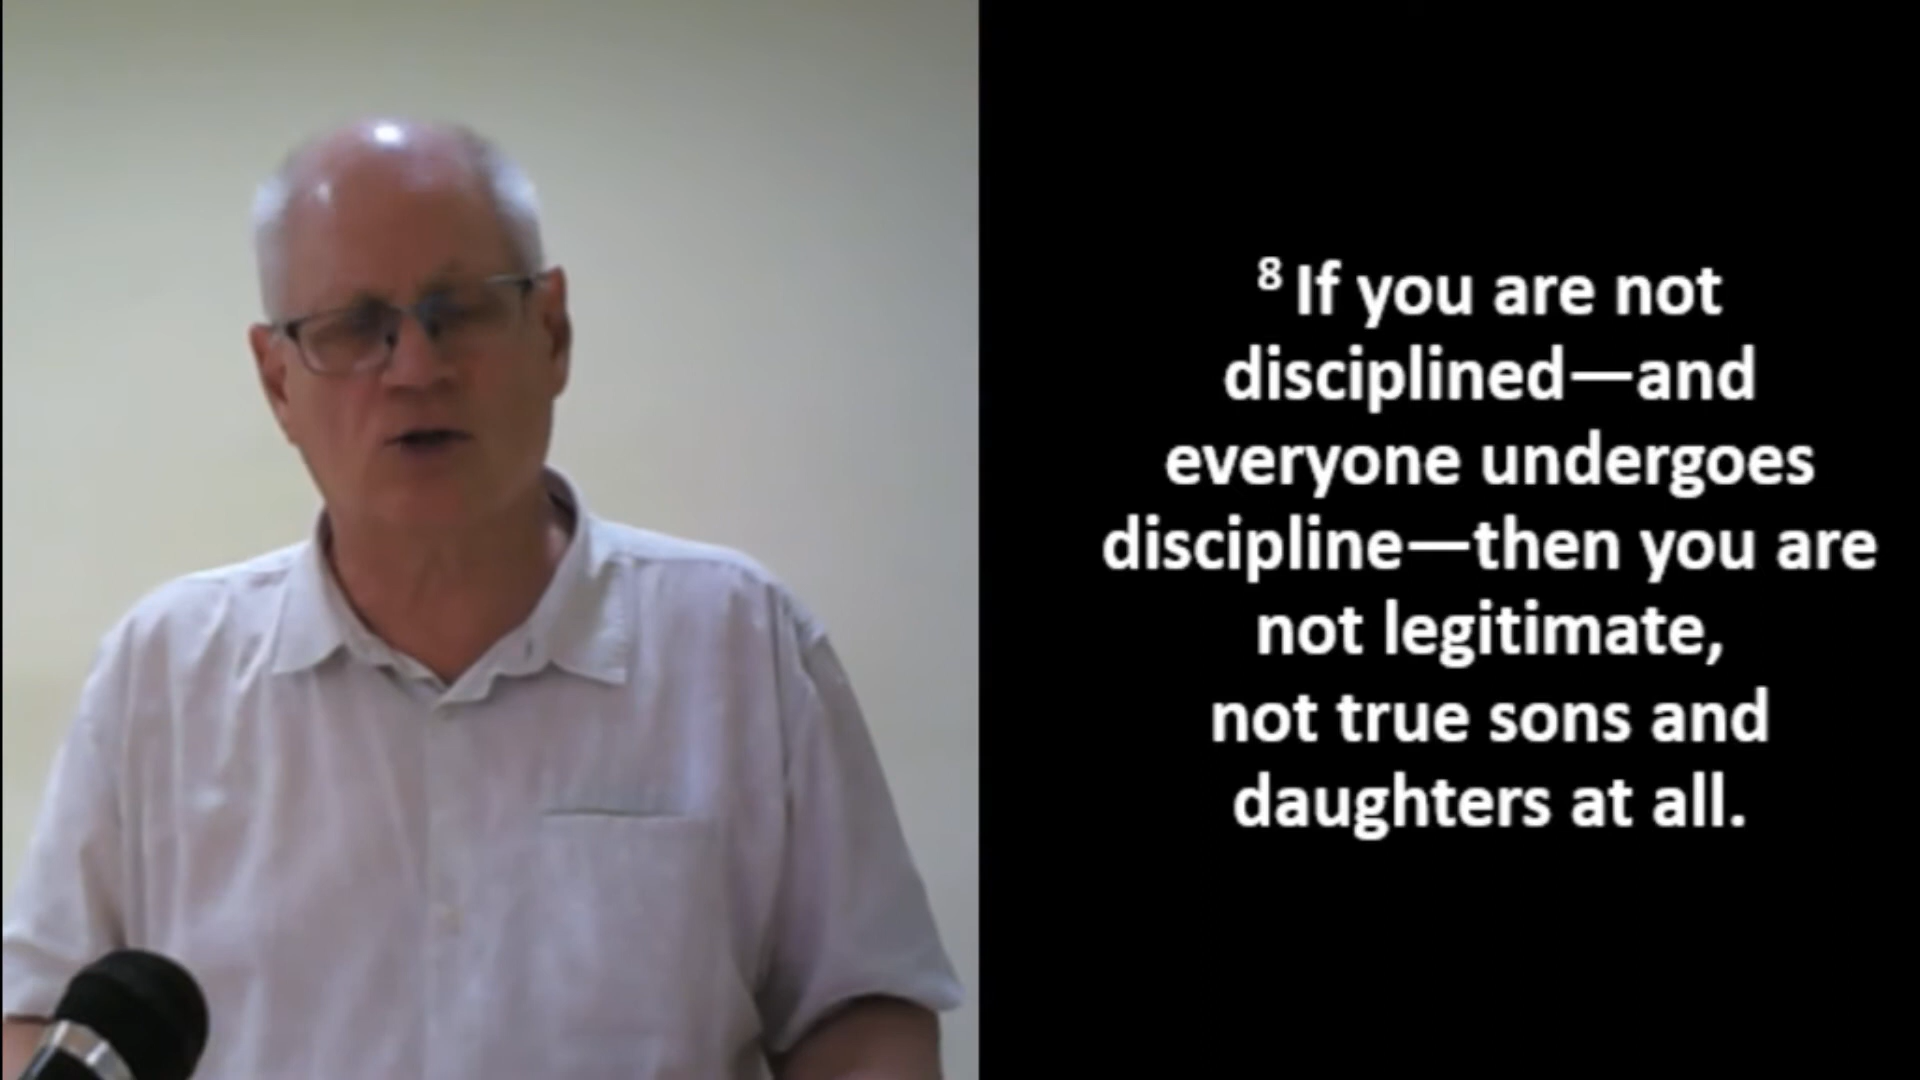 ⁸ If you are not
disciplined—and
everyone undergoes
discipline—then you are
not legitimate,
not true sons and
daughters at all.